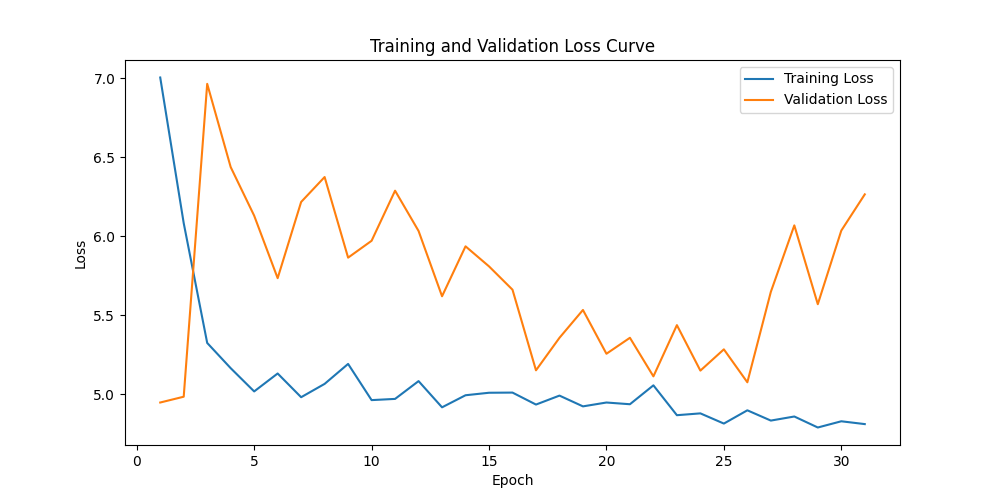 Training and Validation Loss Curve
Training Loss
Validation Loss
Loss
7.0
6.5
6.0
5.5
5.0
0 5 10 15 20 25 30
Epoch